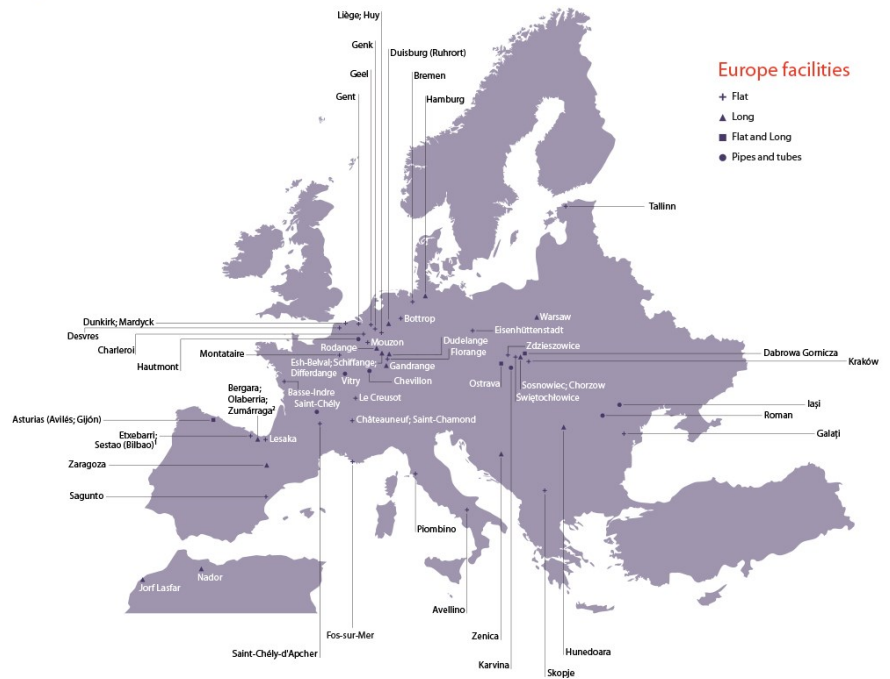 Liège; Huy
Genk
Duisburg (Ruhrort)
Geel
Bremen
Gent
Hamburg
Europe facilities
Flat
Long
Flat and Long
Pipes and tubes
Tallinn
Dunkirk; Mardyck
Desvres
Charleroi
Hautmont
Montataire
Bottrop
Warsaw
Eisenhüttenstadt
Mouzon
Rodange
Dudelange
Florange
Esh-Belval; Schiffange;
Differdange
Gandrange
Zdzieszowice
Dabrowa Gornicza
Kraków
Vitry
Chevillon
Ostrava
Sosnowiec; Chorzow
Świętochłowice
Bergara;
Olaberria;
Zumárraga²
Basse-Indre
Saint-Chély
Le Creusot
Iași
Roman
Asturias (Avilés; Gijón)
Châteauneuf; Saint-Chamond
Etxebarri;
Sestao (Bilbao)¹
Lesaka
Galați
Zaragoza
Sagunto
Piombino
Nador
Jorf Lasfar
Avellino
Fos-sur-Mer
Zenica
Saint-Chély-d'Apcher
Hunedoara
Karvina
Skopje